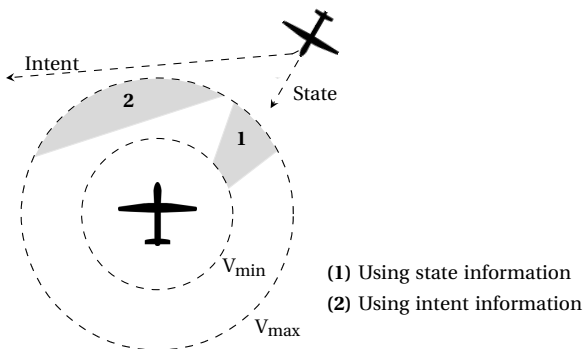 Intent
State
2
1
Vmin
Vmax
(1) Using state information
(2) Using intent information